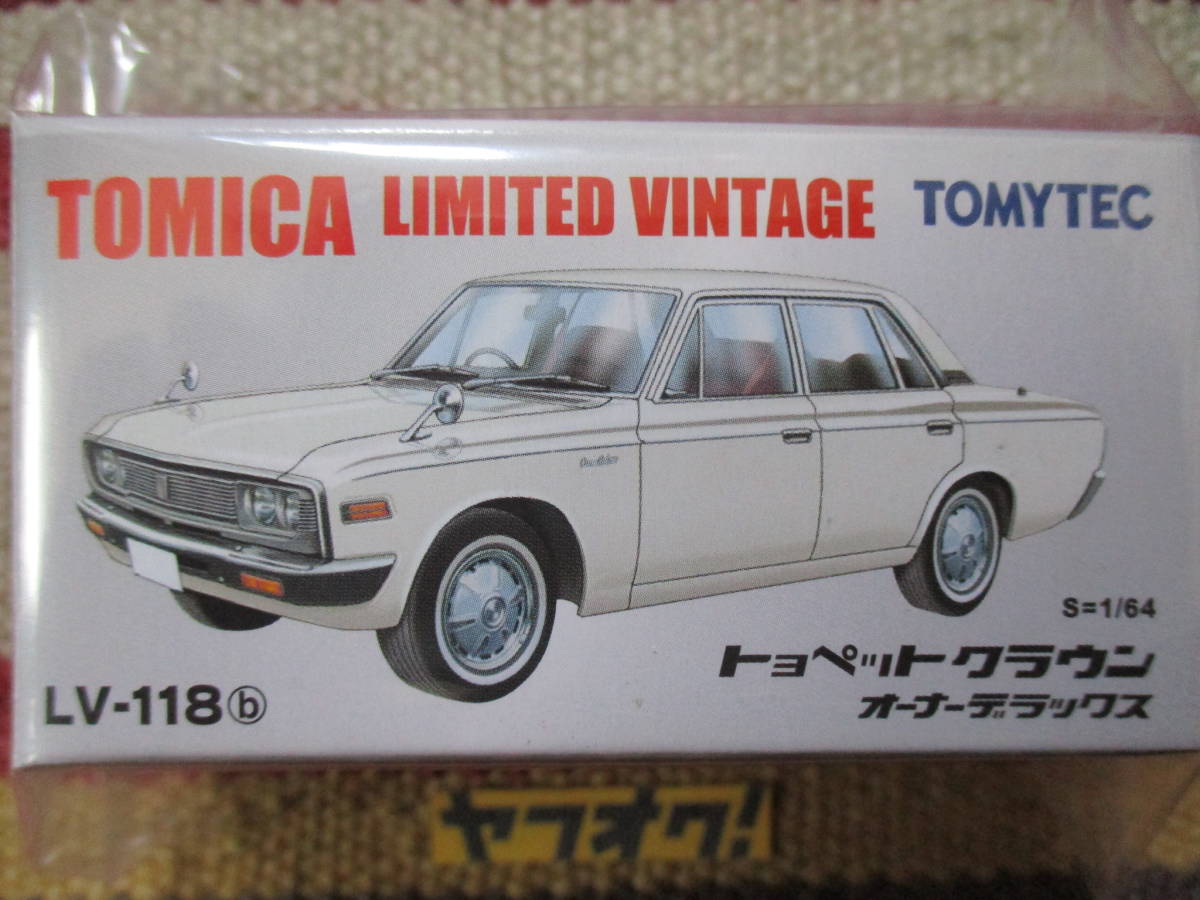 TOMICA LIMITED VINTAGE TOMYTEC
S=1/64
トヨペットクラウン
オーナーデラックス
LV-118ⓑ
ヤフオク!